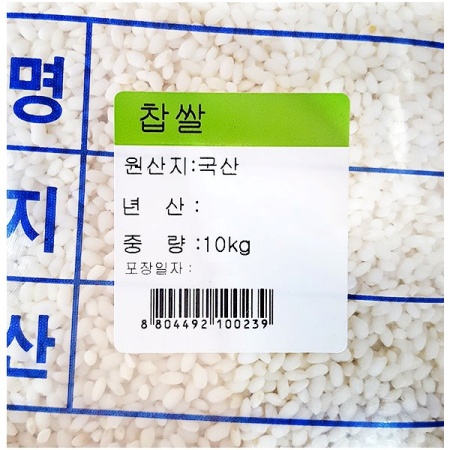 명
지
산
찹쌀
원산지:국산
년 산 :
중 량 :10kg
포장일자 :
8 804492 100239